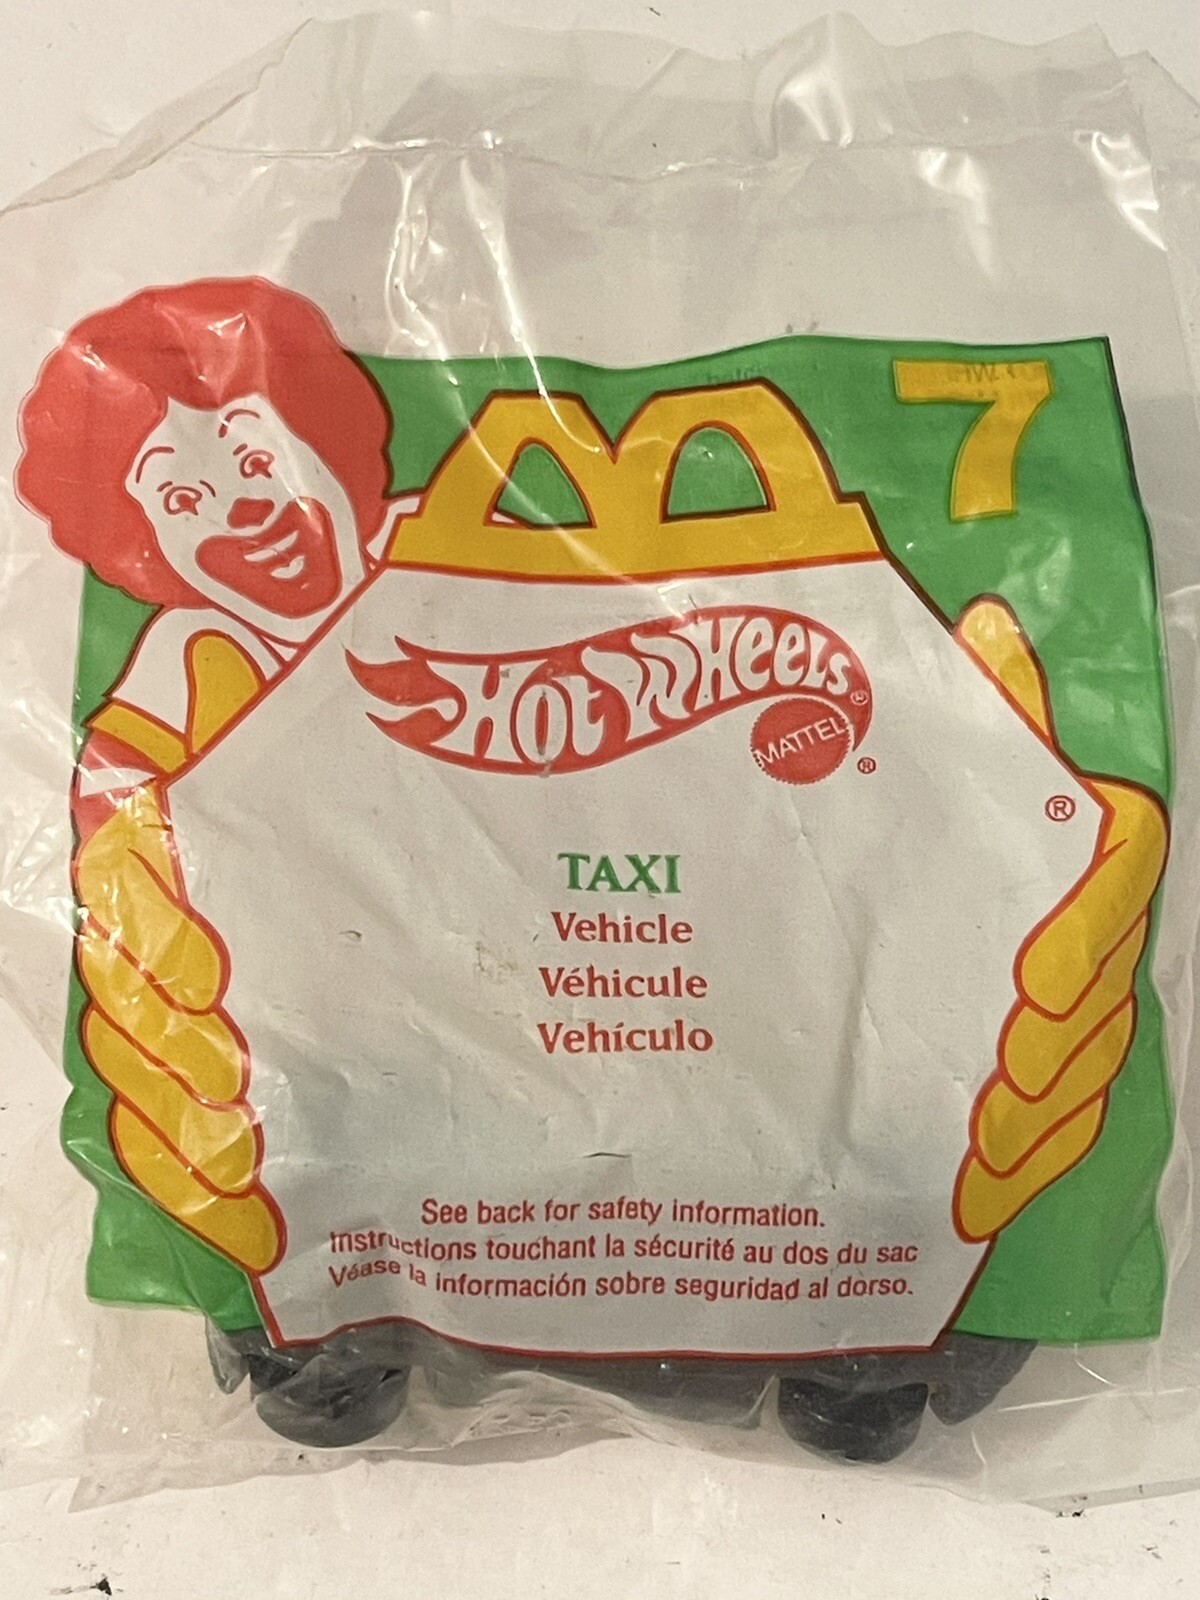 7
Hot Wheels®
MATTEL®
®
TAXI
Vehicle
Véhicule
Vehículo
See back for safety information.
Instructions touchant la sécurité au dos du sac
Véase la información sobre seguridad al dorso.